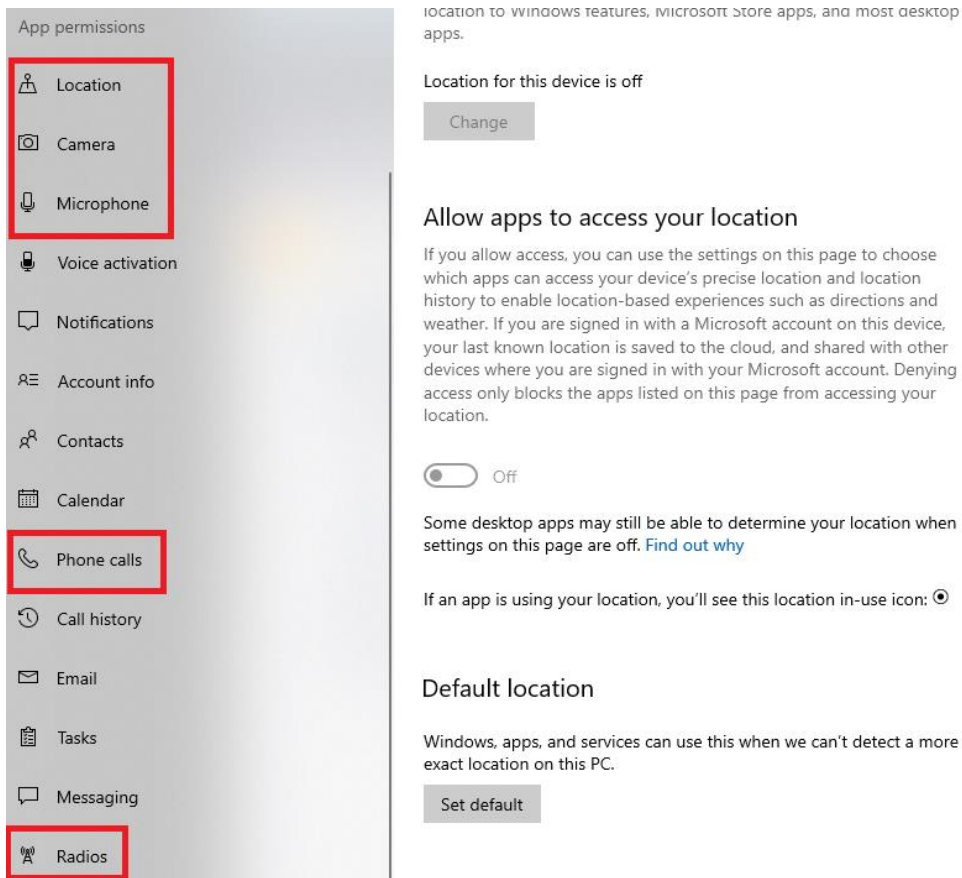 App permissions
Location
Camera
Microphone
Voice activation
Notifications
Account info
Contacts
Calendar
Phone calls
Call history
Email
Tasks
Messaging
Radios
location to Windows features, Microsoft Store apps, and most desktop
apps.
Location for this device is off
Change
Allow apps to access your location
If you allow access, you can use the settings on this page to choose
which apps can access your device's precise location and location
history to enable location-based experiences such as directions and
weather. If you are signed in with a Microsoft account on this device,
your last known location is saved to the cloud, and shared with other
devices where you are signed in with your Microsoft account. Denying
access only blocks the apps listed on this page from accessing your
location.
Off
Some desktop apps may still be able to determine your location when
settings on this page are off. Find out why
If an app is using your location, you'll see this location in-use icon:
Default location
Windows, apps, and services can use this when we can't detect a more
exact location on this PC.
Set default